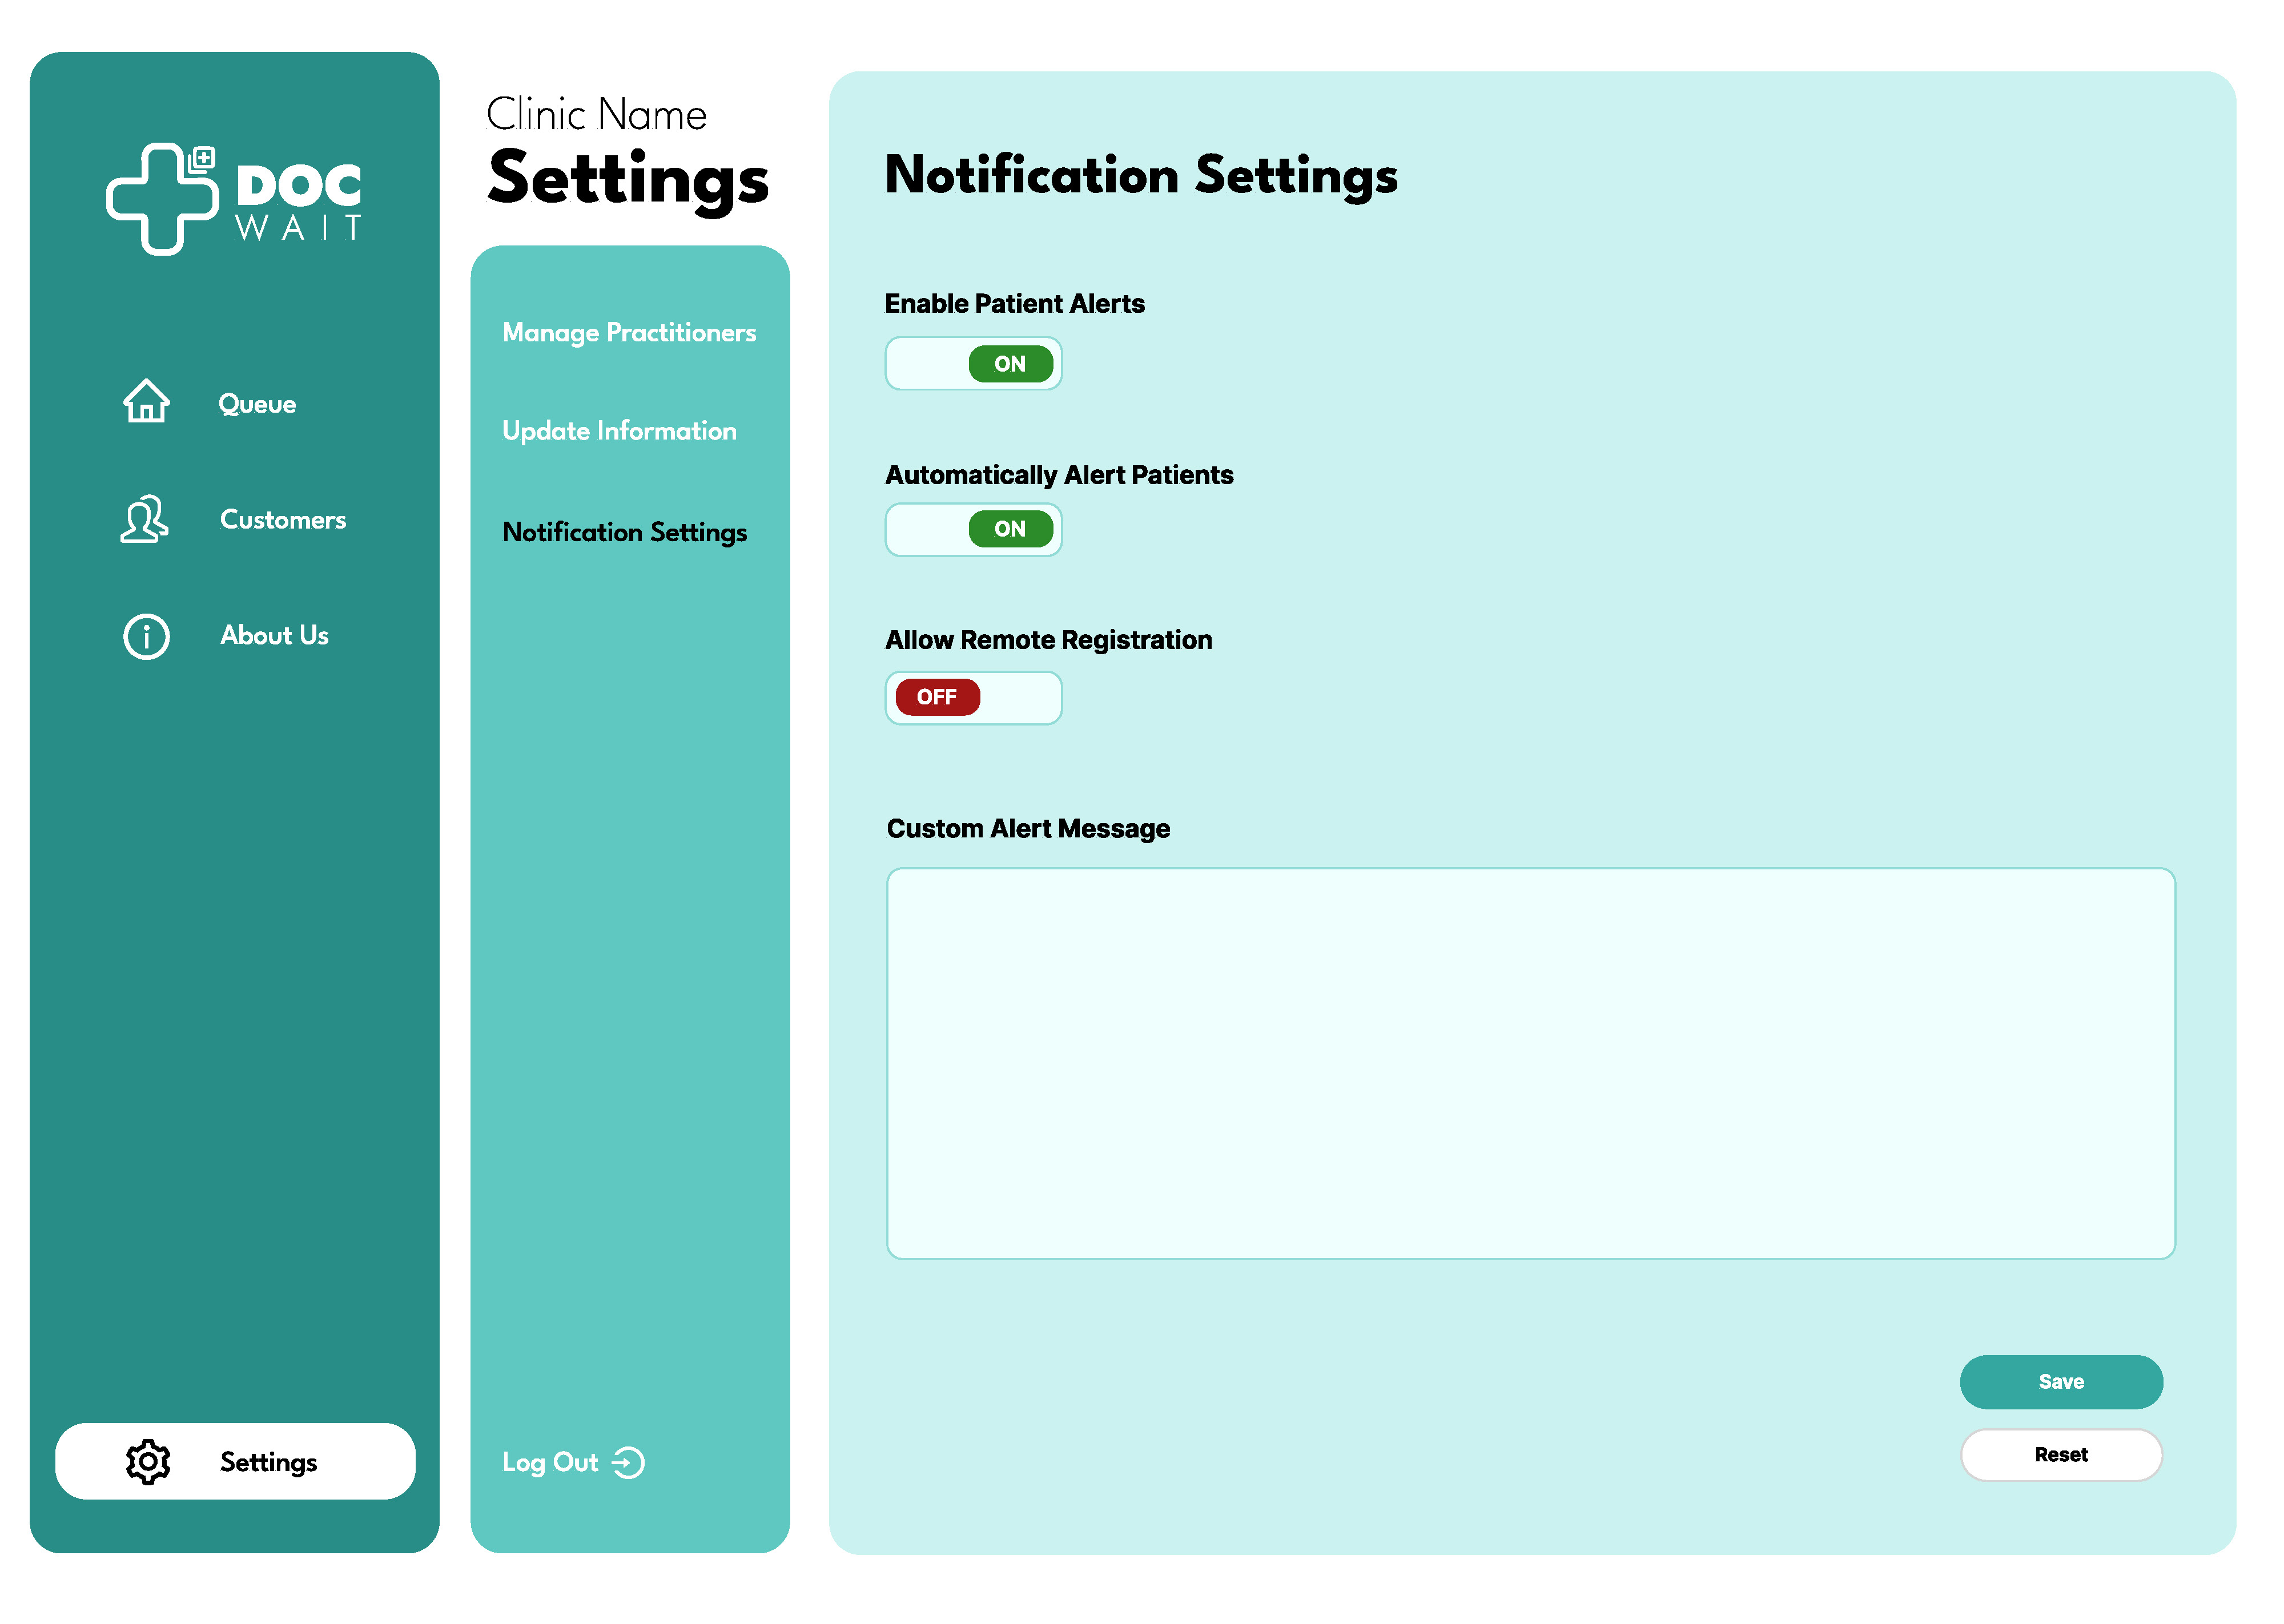 DOC
WAIT
Queue
Customers
About Us
Settings
Clinic Name
Settings
Manage Practitioners
Update Information
Notification Settings
Log Out
Notification Settings
Enable Patient Alerts
ON
Automatically Alert Patients
ON
Allow Remote Registration
OFF
Custom Alert Message
Save
Reset